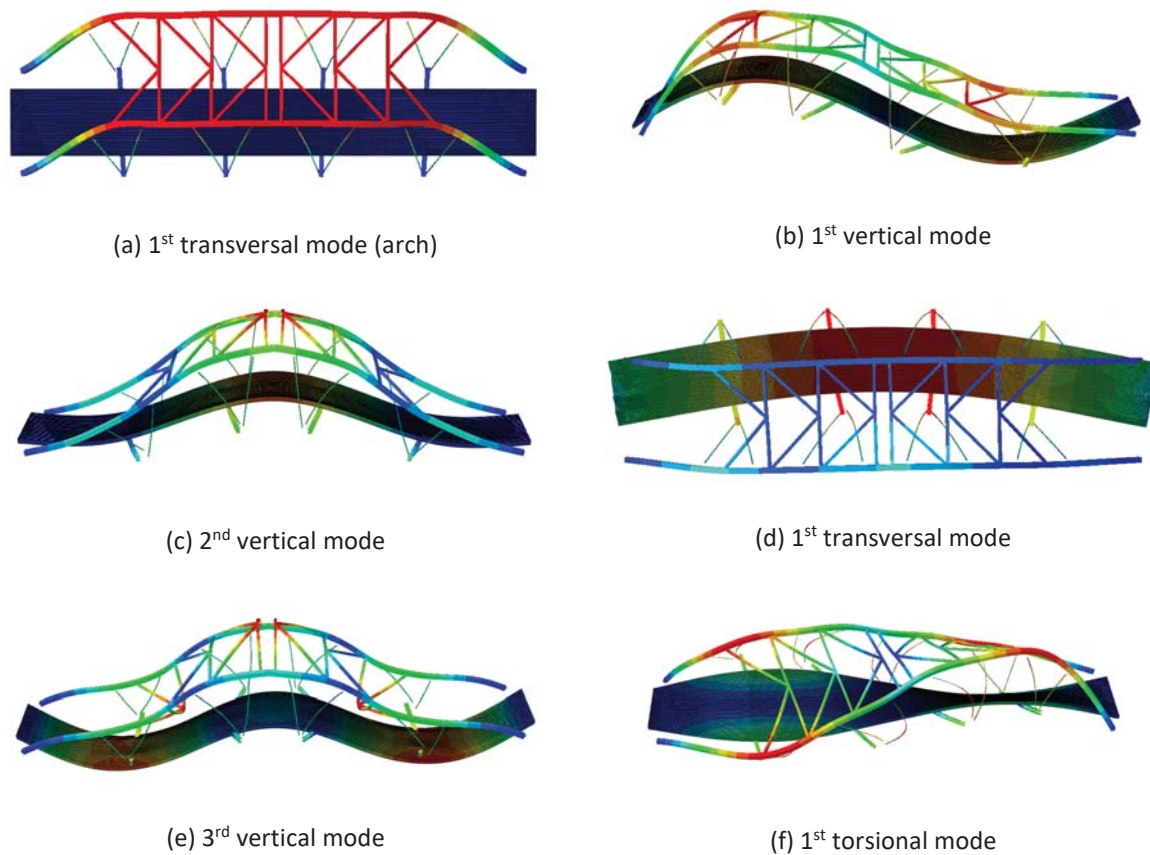 (a) 1st transversal mode (arch)
(b) 1st vertical mode
(c) 2nd vertical mode
(d) 1st transversal mode
(e) 3rd vertical mode
(f) 1st torsional mode